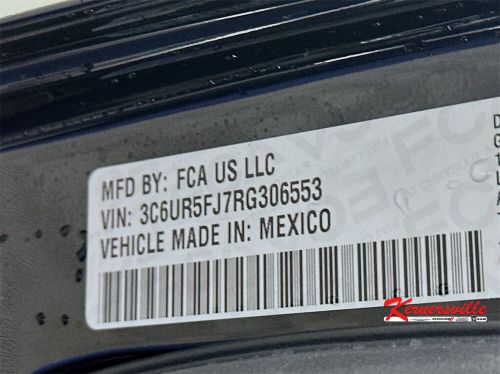 MFD BY: FCA US LLC
VIN: 3C6UR5FJ7RG306553
VEHICLE MADE IN: MEXICO
Kernersville